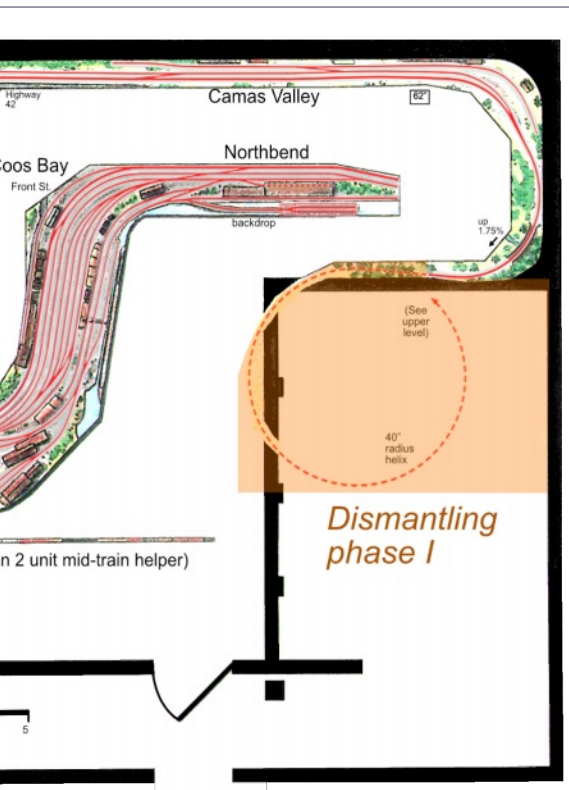 Highway
42
Camas Valley
62"
Coos Bay
Northbend
Front St.
backdrop
up
1.75%
(See
upper
level)
40"
radius
helix
Dismantling
phase I
n 2 unit mid-train helper)
5